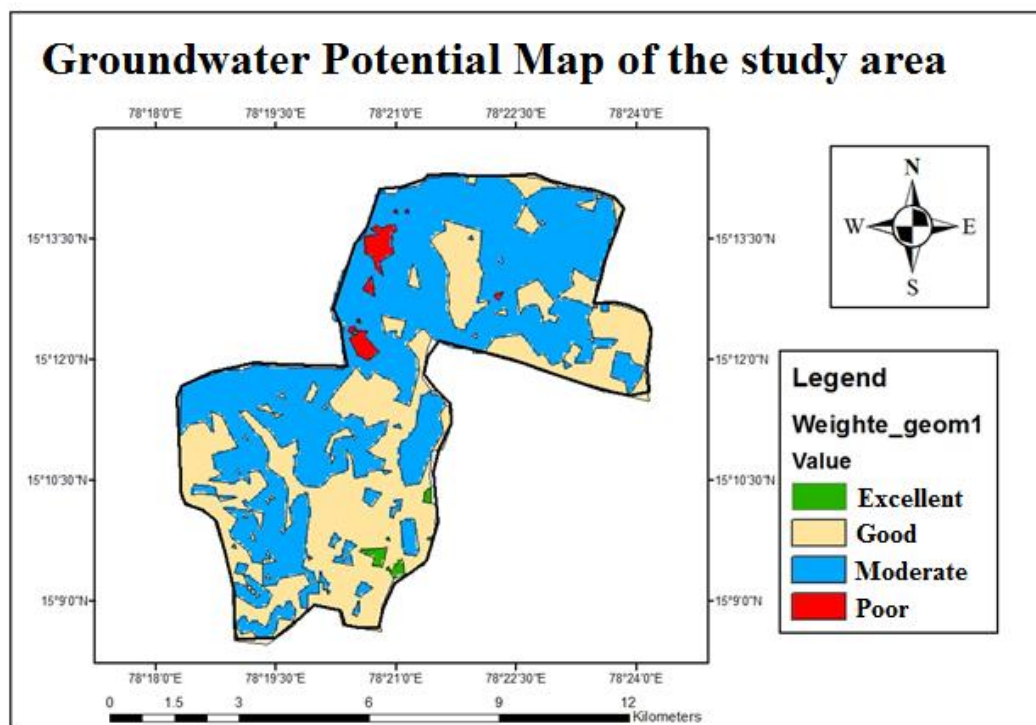 Groundwater Potential Map of the study area
78°18'0"E 78°19'30"E 78°21'0"E 78°22'30"E 78°24'0"E
N
W E
S
15°13'30"N 15°13'30"N
15°12'0"N 15°12'0"N
15°10'30"N 15°10'30"N
15°9'0"N 15°9'0"N
Legend
Weighte_geom1
Value
Excellent
Good
Moderate
Poor
78°18'0"E 78°19'30"E 78°21'0"E 78°22'30"E 78°24'0"E
0 1.5 3 6 9 12
Kilometers